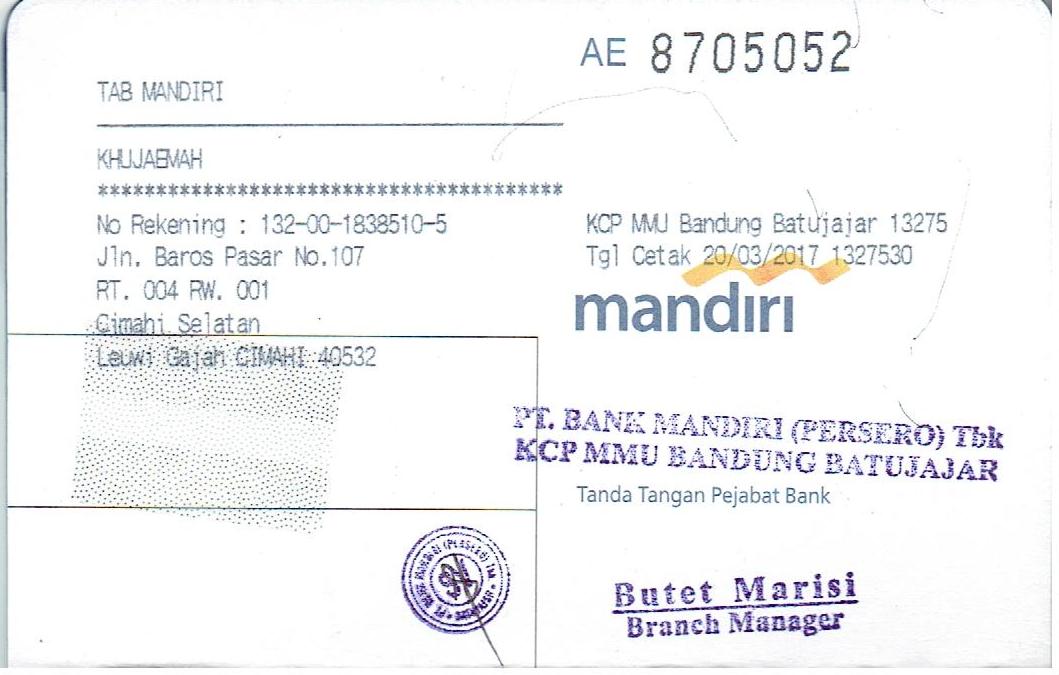 AE 8705052
TAB MANDIRI
KHUJAEMAH
****************************************
No Rekening : 132-00-1838510-5
Jln. Baros Pasar No.107
RT. 004 RW. 001
Cimahi Selatan
Leuwi Gajah CIMAHI 40532
KCP MMU Bandung Batujajar 13275
Tgl Cetak 20/03/2017 1327530
mandiri
PT. BANK MANDIRI (PERSERO) Tbk
KCP MMU BANDUNG BATUJAJAR
Tanda Tangan Pejabat Bank
Butet Marisi
Branch Manager